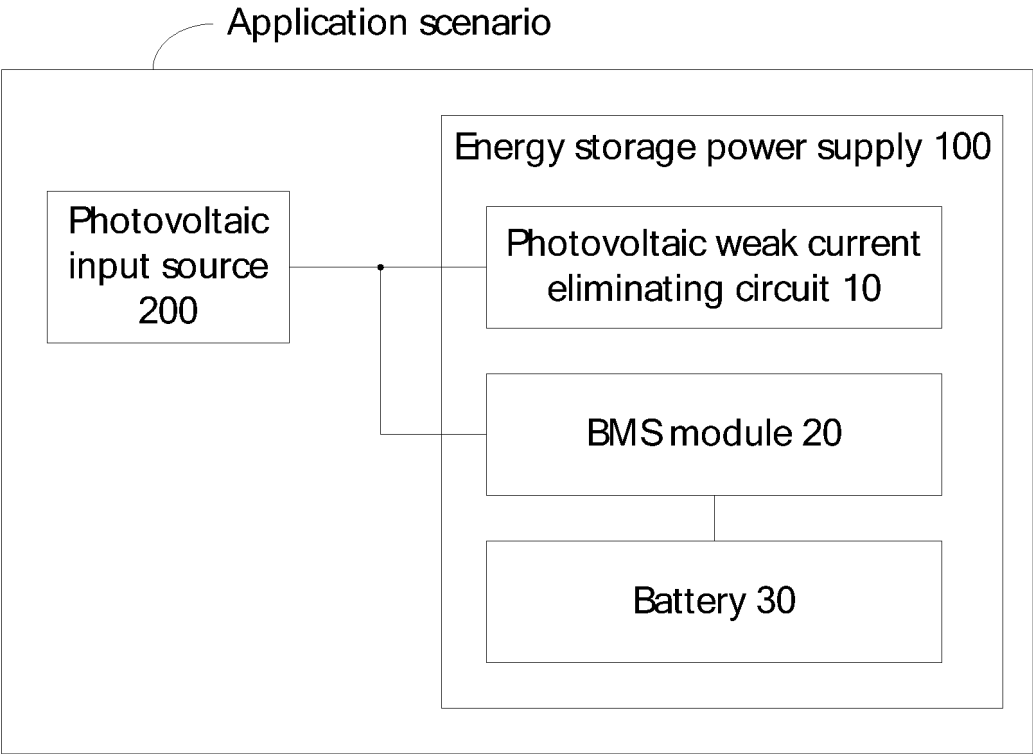 Application scenario
Energy storage power supply 100
Photovoltaic
input source
200
Photovoltaic weak current
eliminating circuit 10
BMS module 20
Battery 30